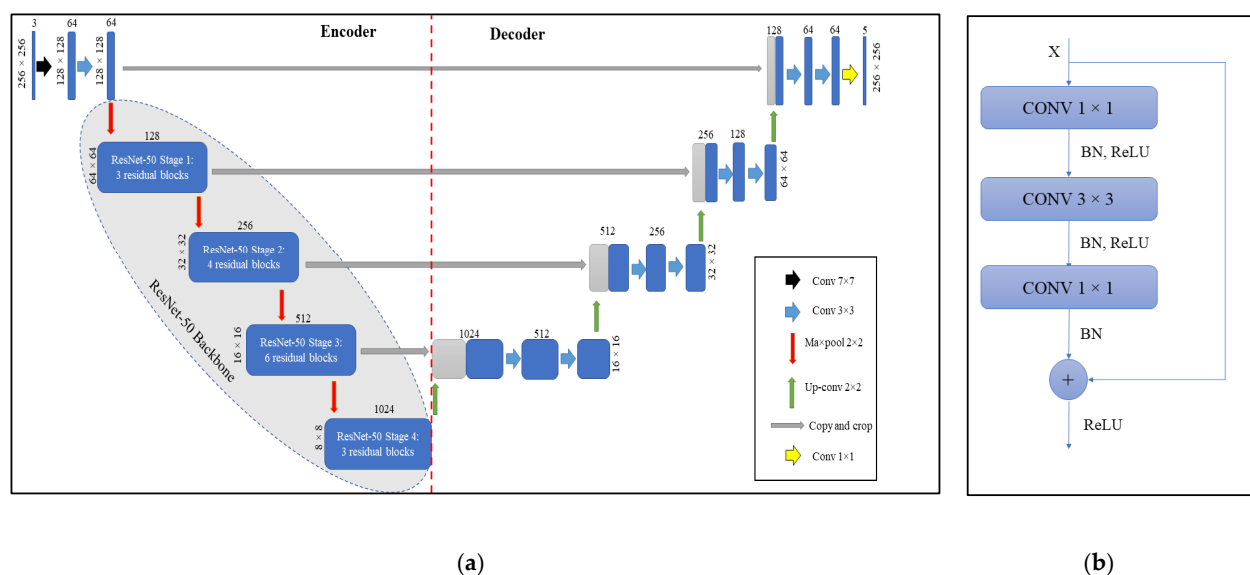 Encoder
Decoder
3
64
64
256 × 256
128 × 128
128 × 128
128
64
64
5
256 × 256
128
64 × 64
ResNet-50 Stage 1:
3 residual blocks
256
128
64 × 64
256
32 × 32
ResNet-50 Stage 2:
4 residual blocks
512
256
32 × 32
512
16 × 16
ResNet-50 Stage 3:
6 residual blocks
1024
512
16 × 16
1024
8 × 8
ResNet-50 Stage 4:
3 residual blocks
ResNet-50 Backbone
Conv 7×7
Conv 3×3
Ma×pool 2×2
Up-conv 2×2
Copy and crop
Conv 1×1
(a)
X
CONV 1 × 1
BN, ReLU
CONV 3 × 3
BN, ReLU
CONV 1 × 1
BN
+
ReLU
(b)